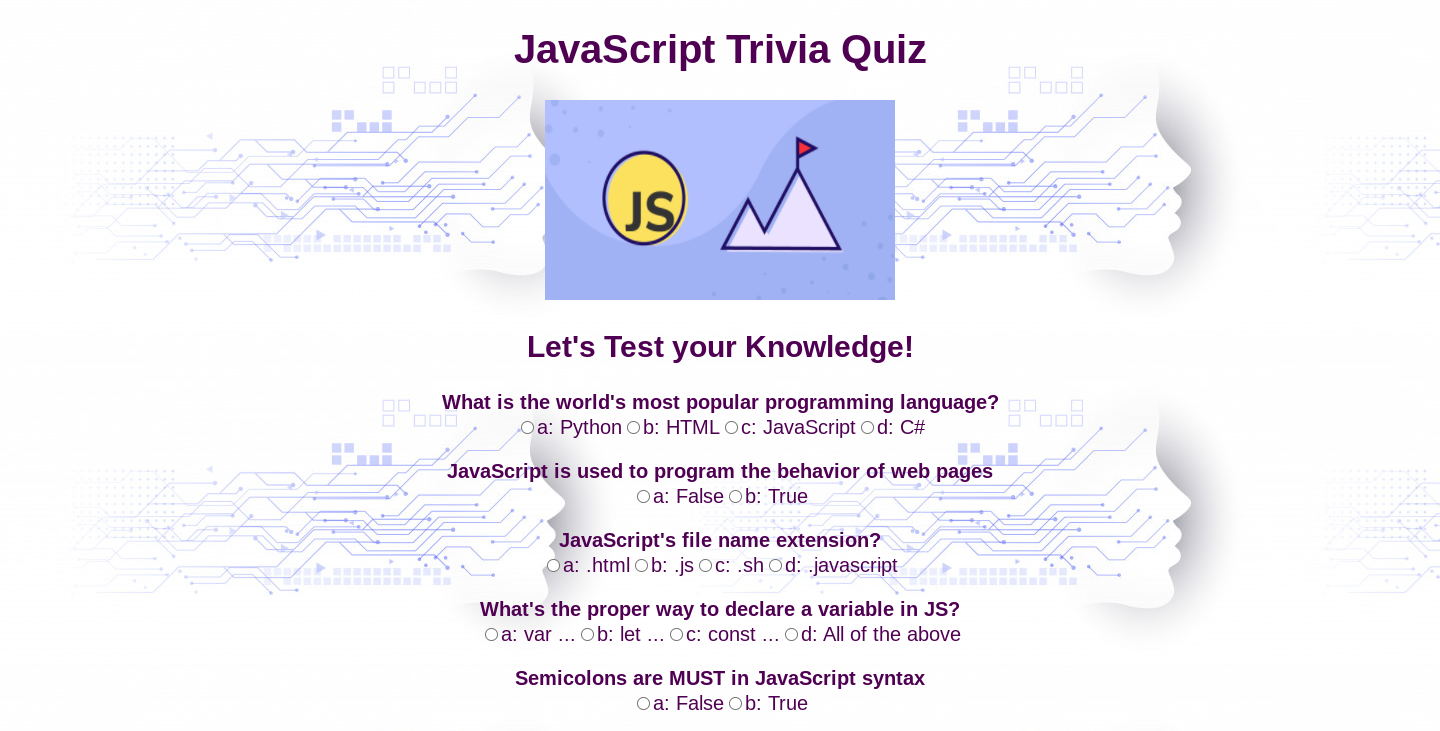 JavaScript Trivia Quiz
JS
Let's Test your Knowledge!
What is the world's most popular programming language?
a: Python b: HTML c: JavaScript d: C#
JavaScript is used to program the behavior of web pages
a: False b: True
JavaScript's file name extension?
a: .html b: .js c: .sh d: .javascript
What's the proper way to declare a variable in JS?
a: var ... b: let ... c: const ... d: All of the above
Semicolons are MUST in JavaScript syntax
a: False b: True